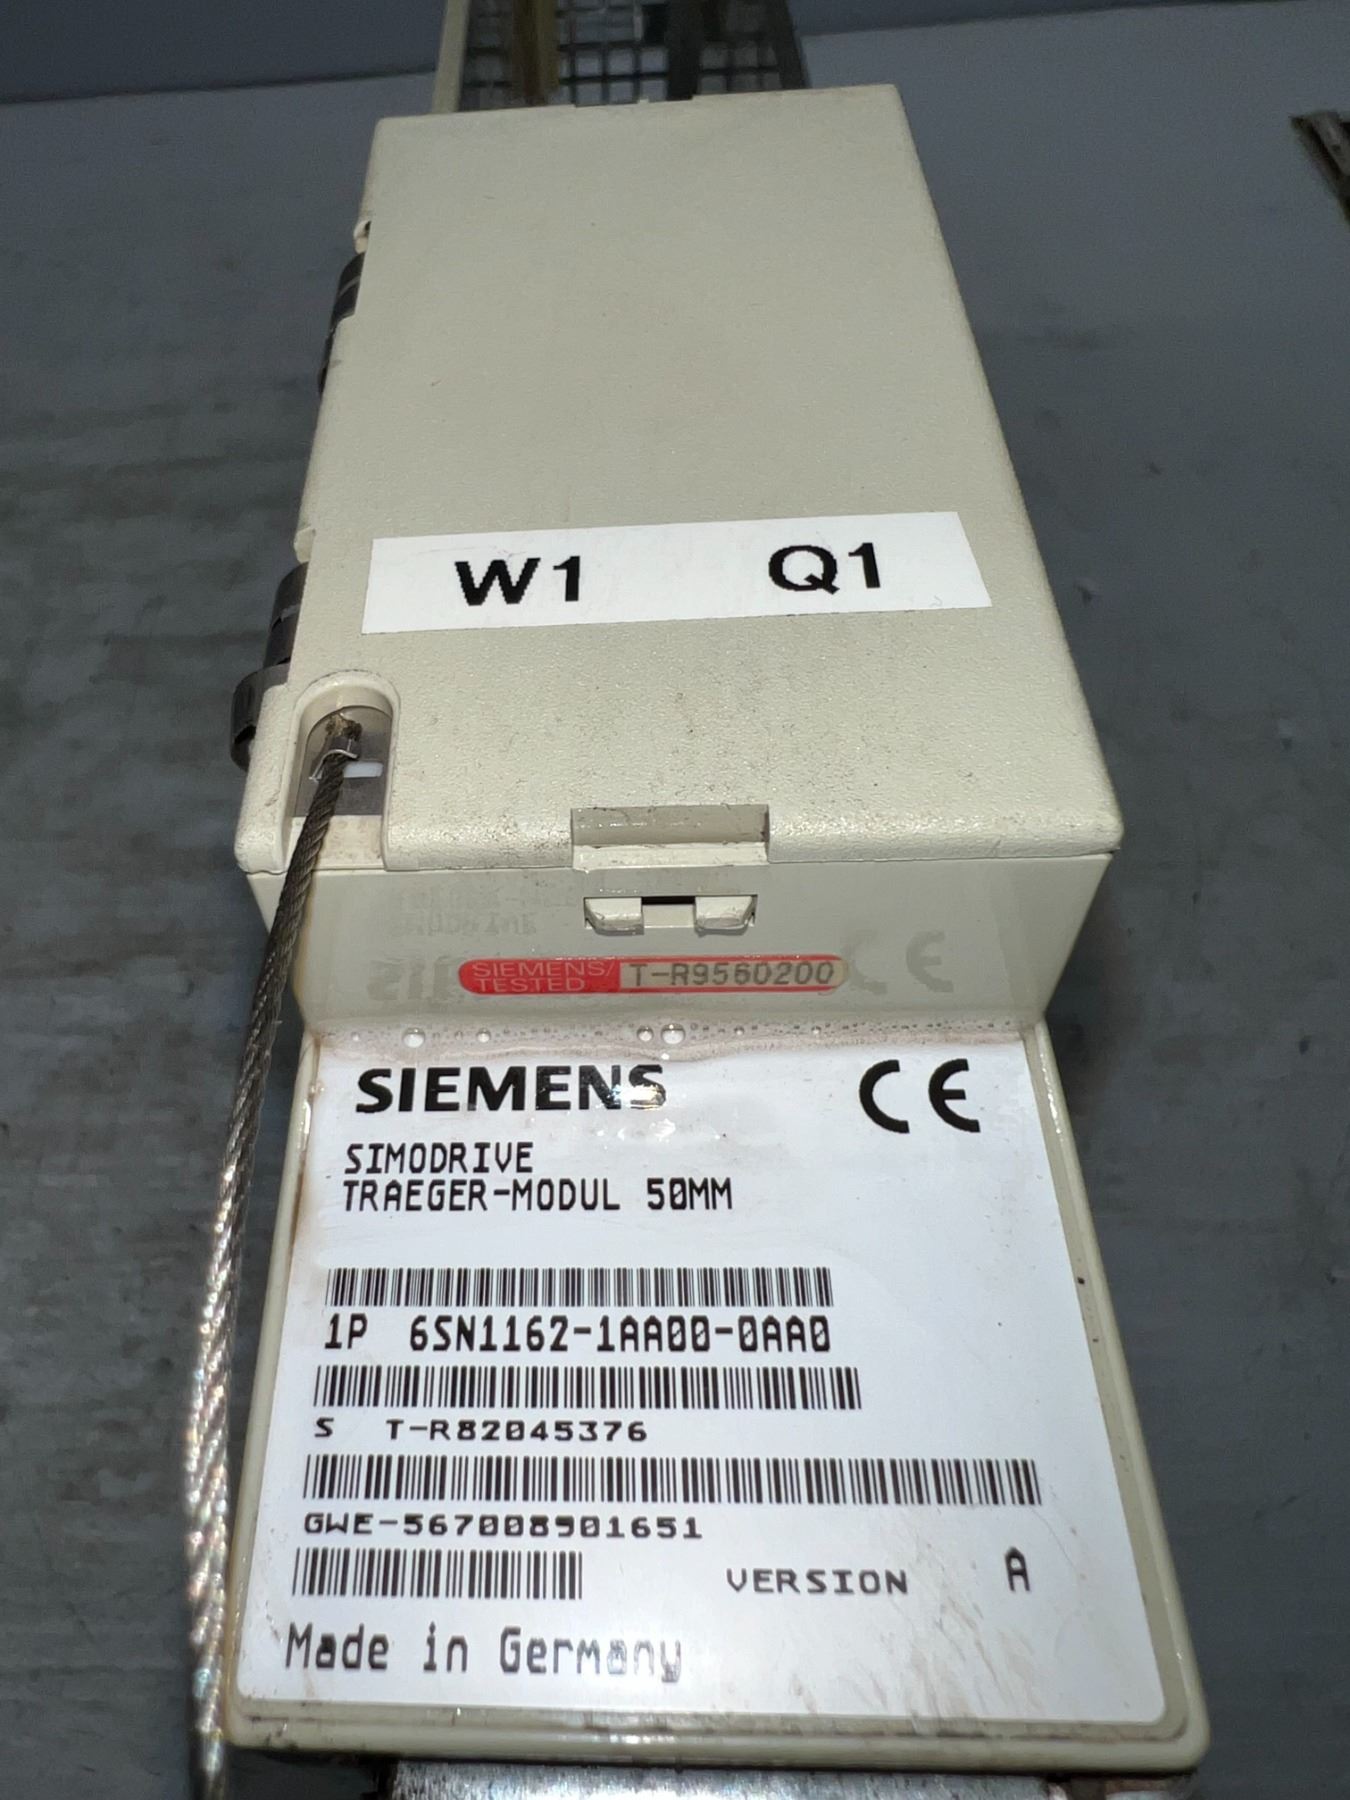 W1 Q1
SIEMENS/
TESTED
T-R9560200
SIEMENS CE
SIMODRIVE
TRAEGER-MODUL 50MM
1P 6SN1162-1AA00-0AA0
S T-R82045376
GWE-567008901651
VERSION A
Made in Germany